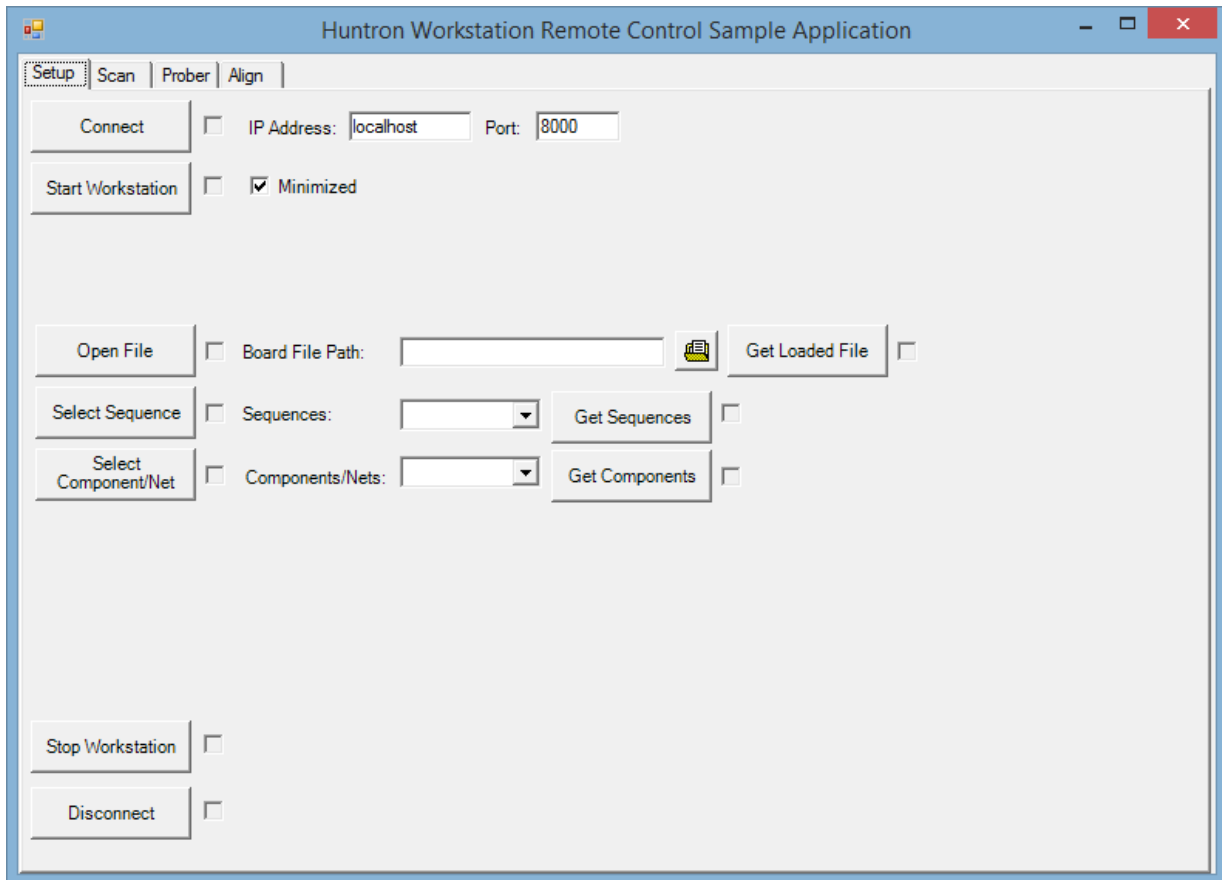 Huntron Workstation Remote Control Sample Application
Setup Scan Prober Align
Connect IP Address: localhost Port: 8000
Start Workstation Minimized
Open File Board File Path: Get Loaded File
Select Sequence Sequences: Get Sequences
Select
Component/Net Components/Nets: Get Components
Stop Workstation
Disconnect